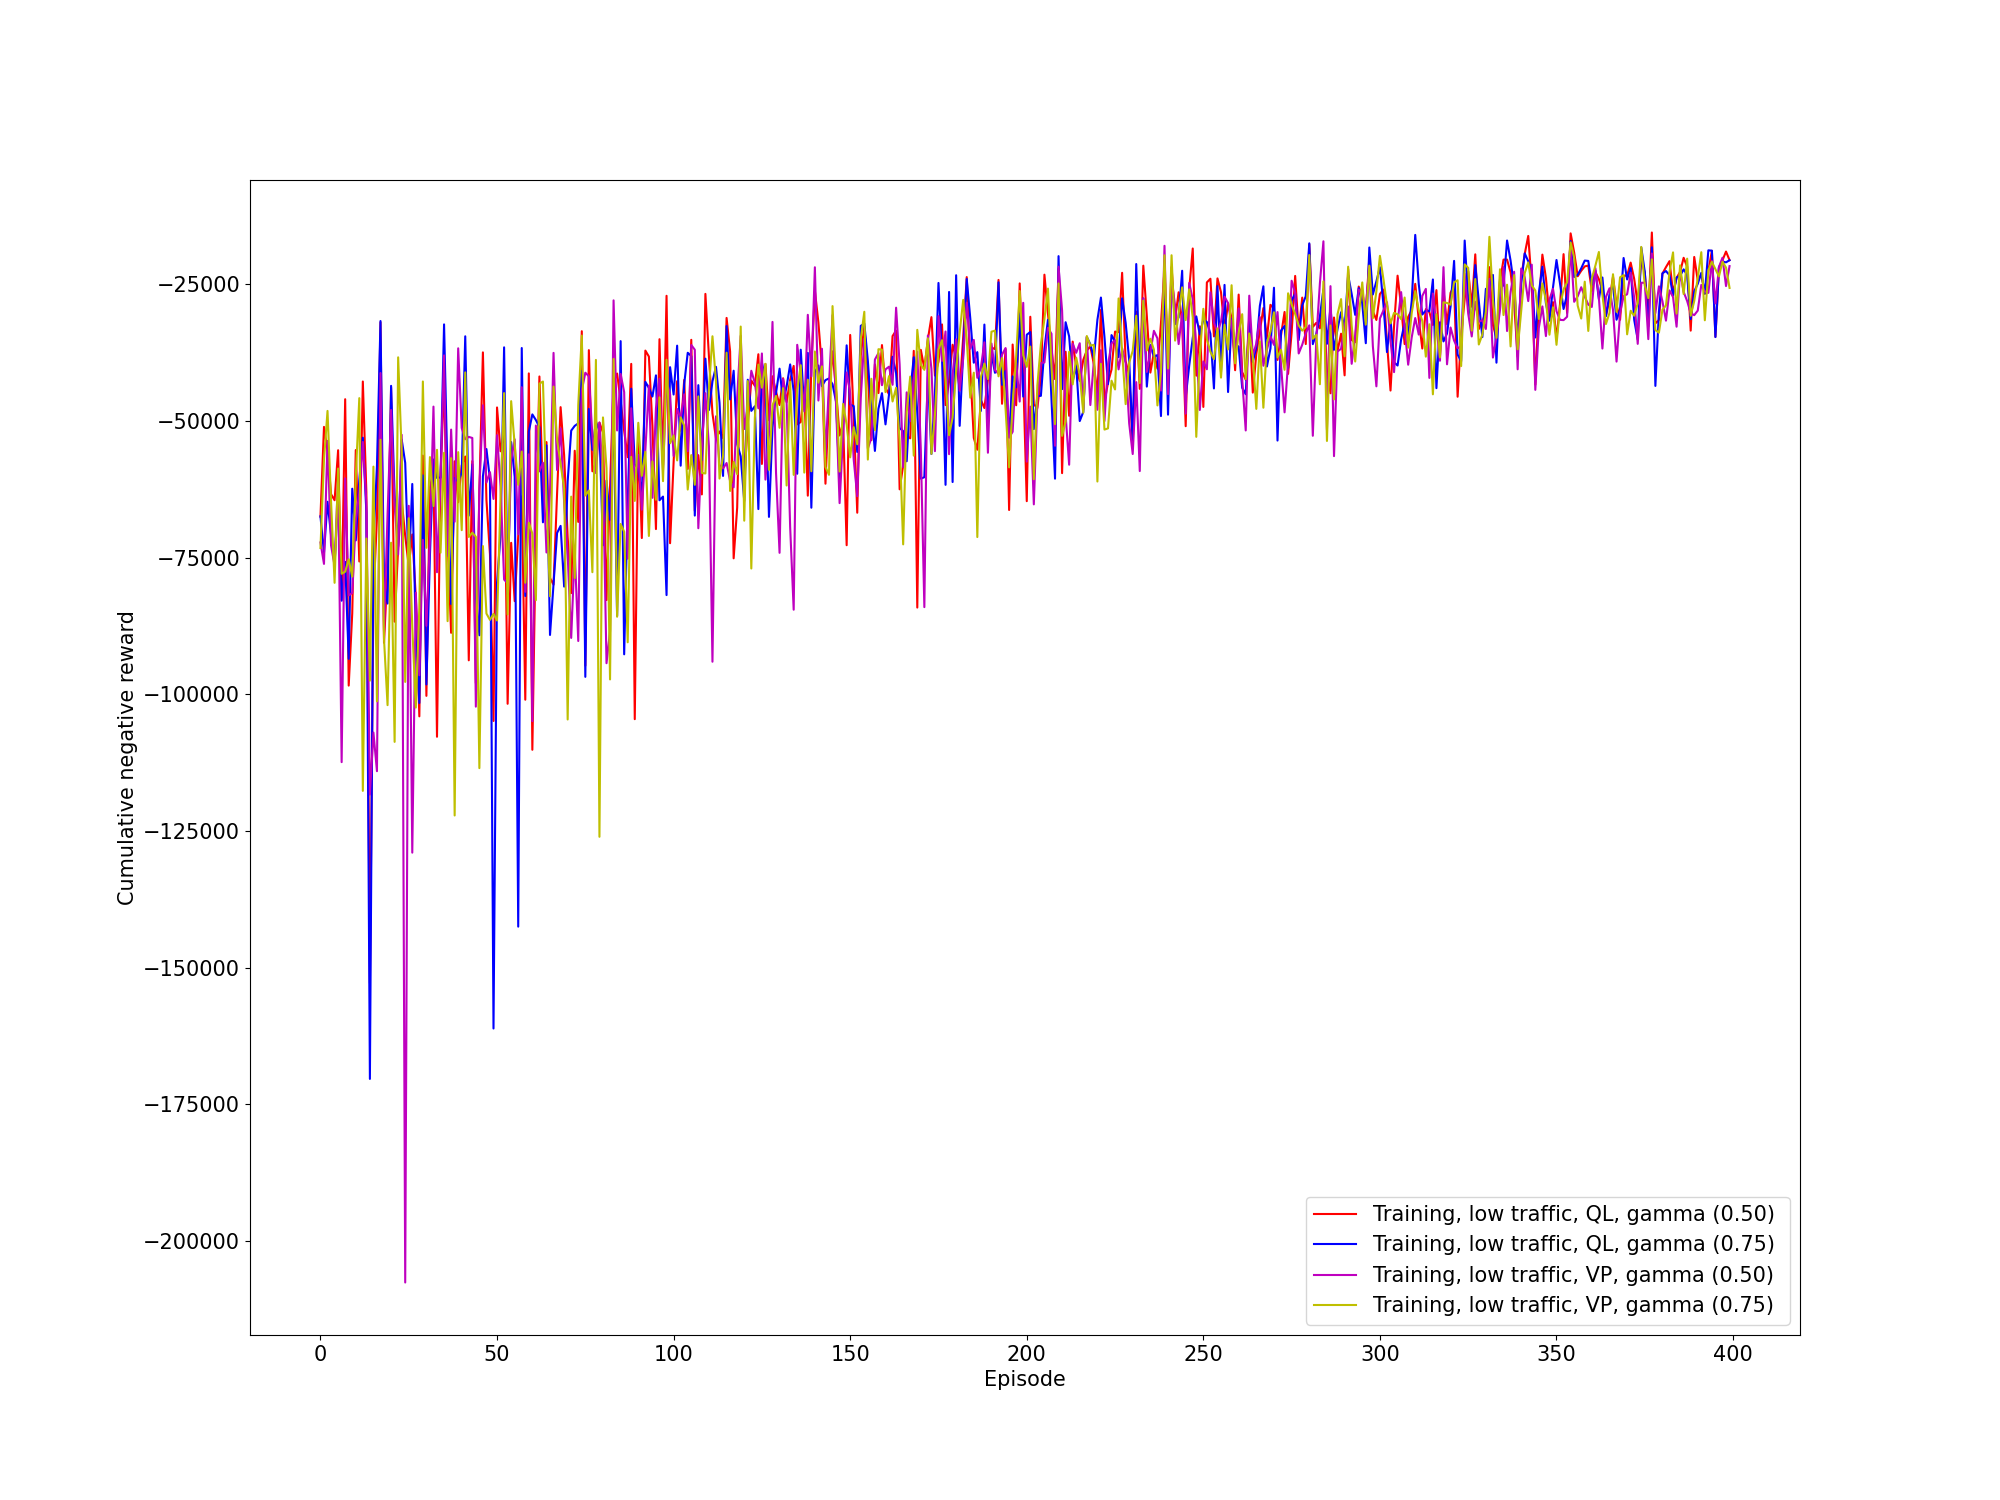 −25000
−50000
−75000
−100000
−125000
−150000
−175000
−200000
Cumulative negative reward
0 50 100 150 200 250 300 350 400
Episode
Training, low traffic, QL, gamma (0.50)
Training, low traffic, QL, gamma (0.75)
Training, low traffic, VP, gamma (0.50)
Training, low traffic, VP, gamma (0.75)